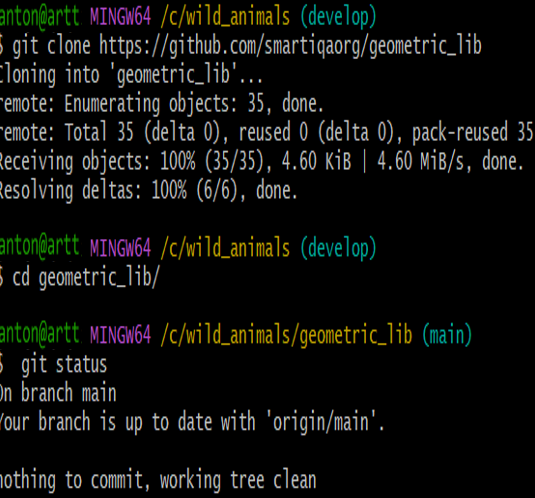 anton@artt MINGW64 /c/wild_animals (develop)
$ git clone https://github.com/smartiqaorg/geometric_lib
Cloning into 'geometric_lib'...
remote: Enumerating objects: 35, done.
remote: Total 35 (delta 0), reused 0 (delta 0), pack-reused 35
Receiving objects: 100% (35/35), 4.60 KiB | 4.60 MiB/s, done.
Resolving deltas: 100% (6/6), done.
anton@artt MINGW64 /c/wild_animals (develop)
$ cd geometric_lib/
anton@artt MINGW64 /c/wild_animals/geometric_lib (main)
$ git status
On branch main
Your branch is up to date with 'origin/main'.
nothing to commit, working tree clean